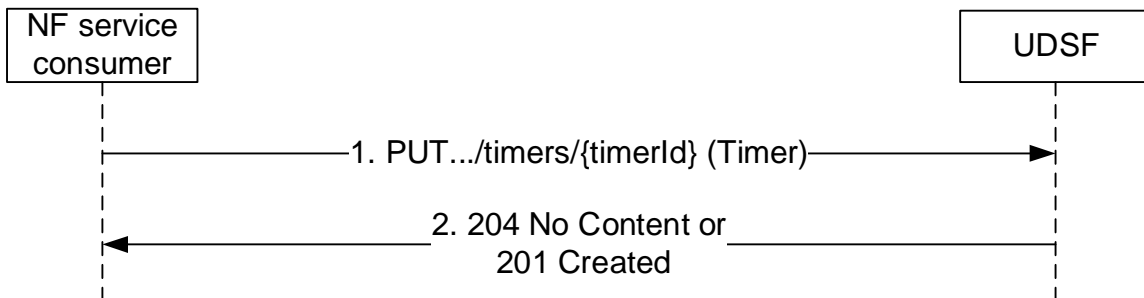 NF service
consumer
UDSF
1. PUT.../timers/{timerId} (Timer)
2. 204 No Content or
201 Created